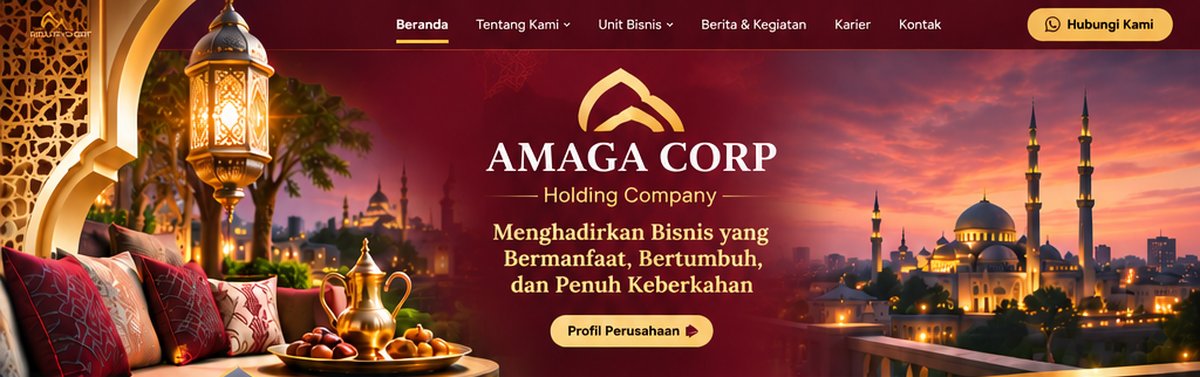 Beranda
Tentang Kami
Unit Bisnis
Berita & Kegiatan
Karier
Kontak
Hubungi Kami
AMAGA CORP
Holding Company
Menghadirkan Bisnis yang
Bermanfaat, Bertumbuh,
dan Penuh Keberkahan
Profil Perusahaan